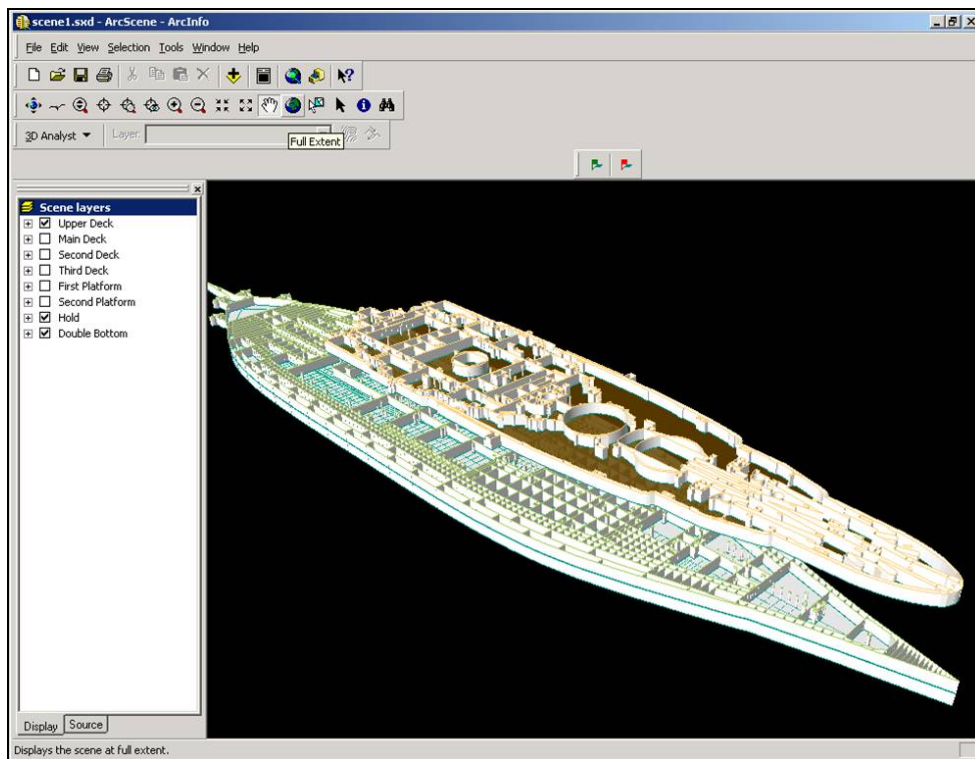 scene1.sxd - ArcScene - ArcInfo
File Edit View Selection Tools Window Help
3D Analyst Layer:
Full Extent
Scene layers
Upper Deck
Main Deck
Second Deck
Third Deck
First Platform
Second Platform
Hold
Double Bottom
Display Source
Displays the scene at full extent.